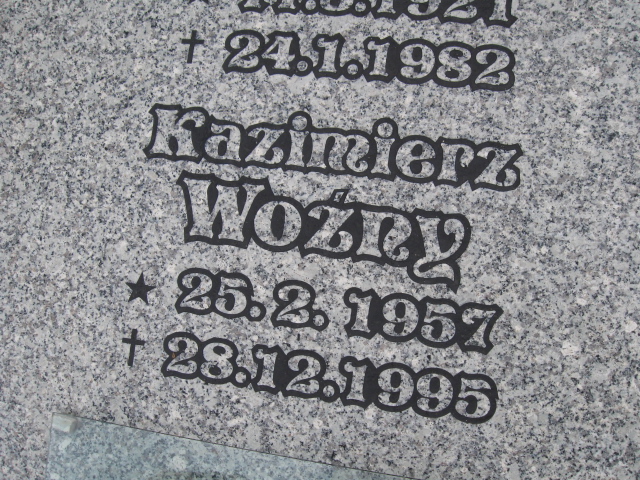 24.1.1982
Kazimierz
Woźny
★ 25. 2. 1957
† 28.12.1995